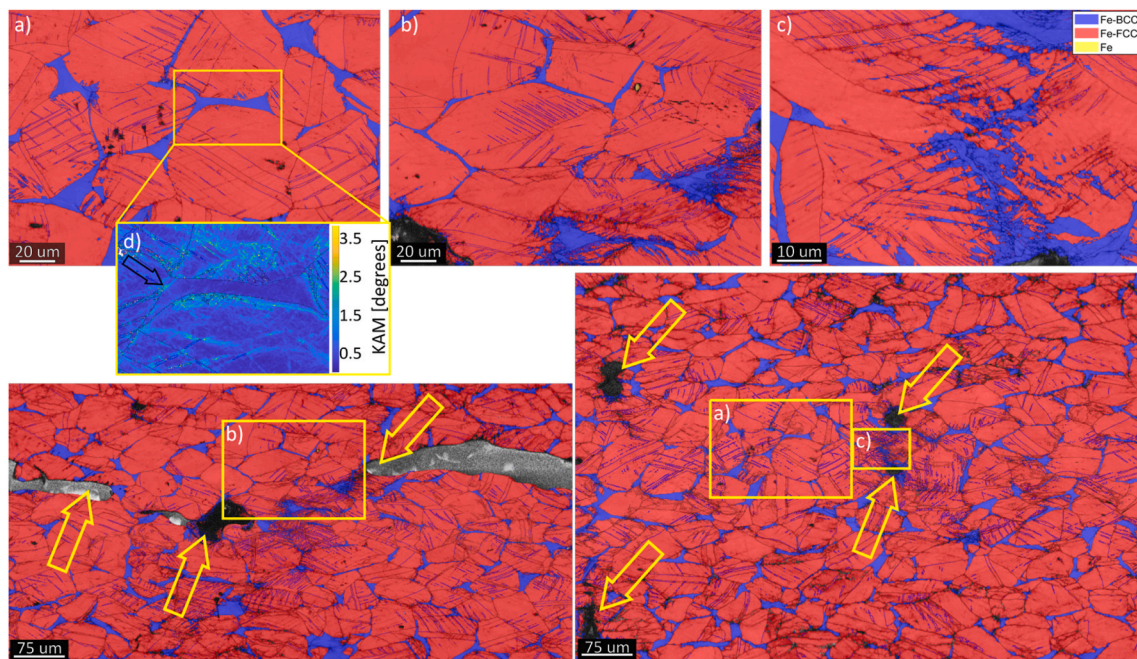 a)
b)
c)
Fe-BCC
Fe-FCC
Fe
20 um
20 um
10 um
d)
3.5
2.5
1.5
0.5
KAM [degrees]
b)
75 um
a)
c)
75 um